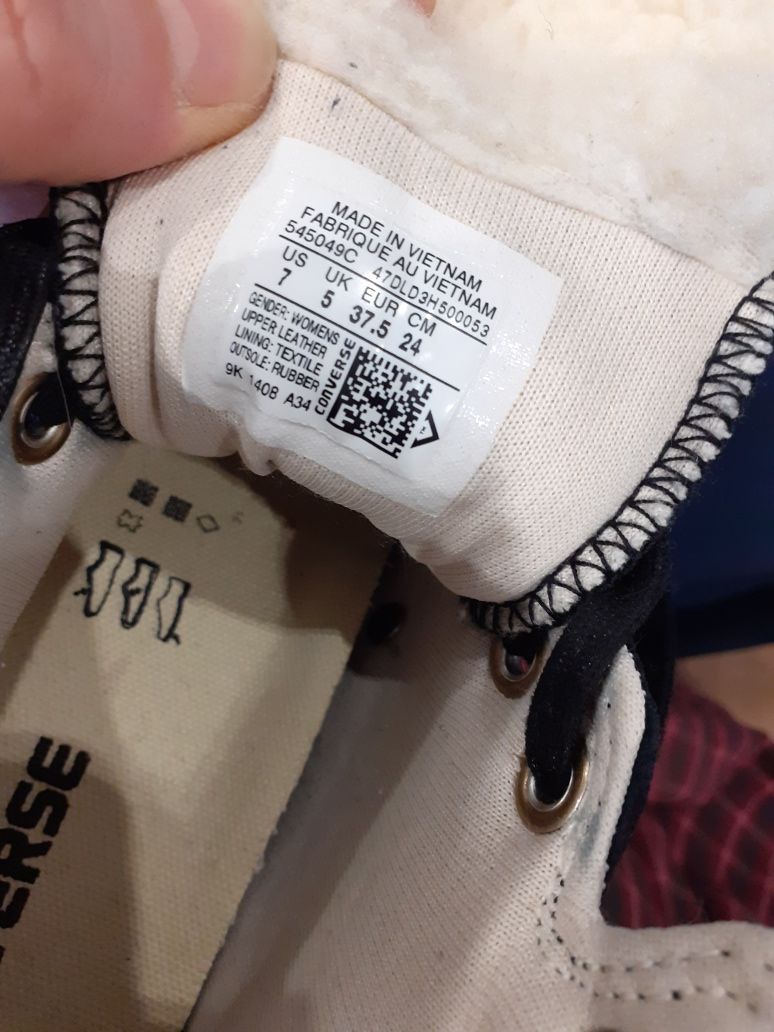 MADE IN VIETNAM
FABRIQUE AU VIETNAM
545049C 47DLD3H500053
US UK EUR CM
7 5 37.5 24
GENDER: WOMENS
UPPER LEATHER
LINING: TEXTILE
OUTSOLE: RUBBER
9K 1408 A34
CONVERSE
ERSE